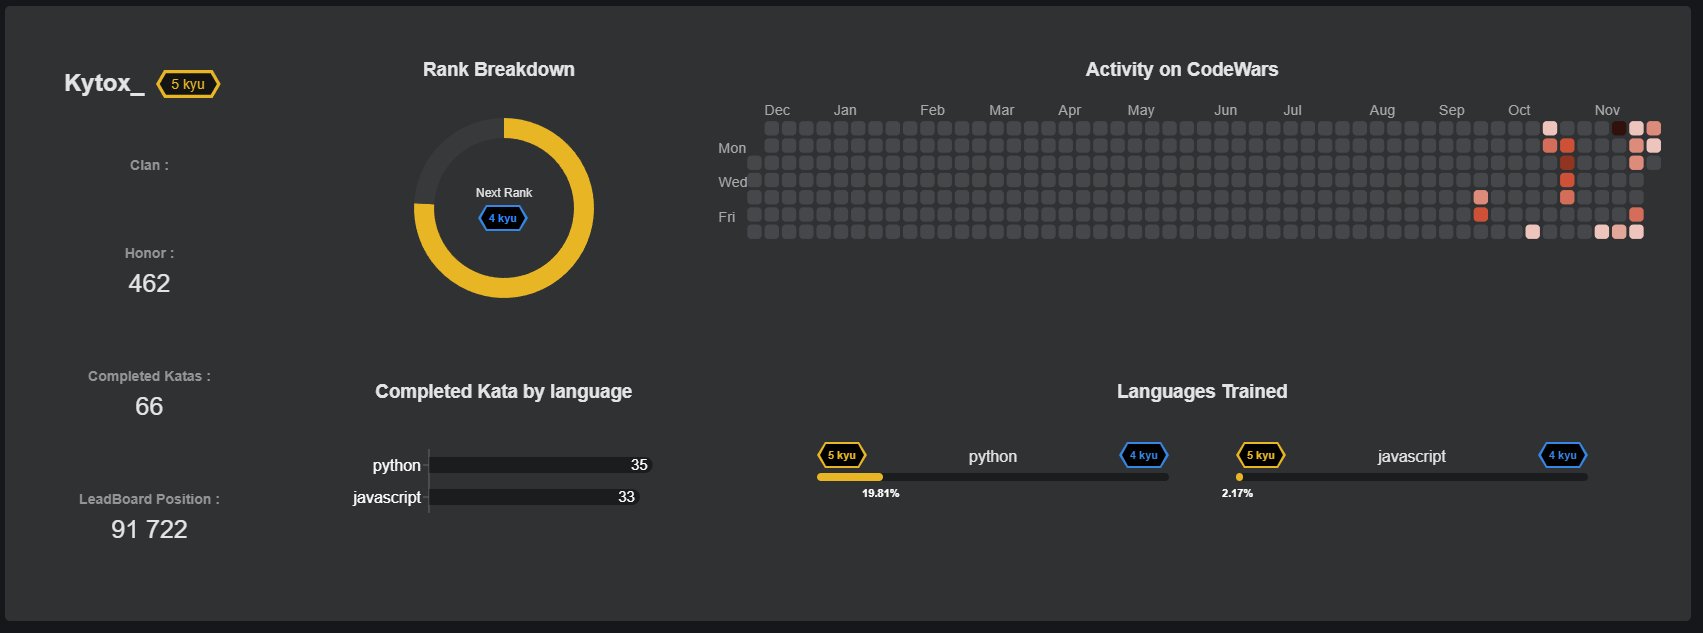 Kytox_ 5 kyu
Clan :
Honor :
462
Completed Katas :
66
LeadBoard Position :
91 722
Rank Breakdown
Next Rank
4 kyu
Activity on CodeWars
Dec Jan Feb Mar Apr May Jun Jul Aug Sep Oct Nov
Mon
Wed
Fri
Completed Kata by language
python 35
javascript 33
Languages Trained
5 kyu python 4 kyu
19.81%
5 kyu javascript 4 kyu
2.17%